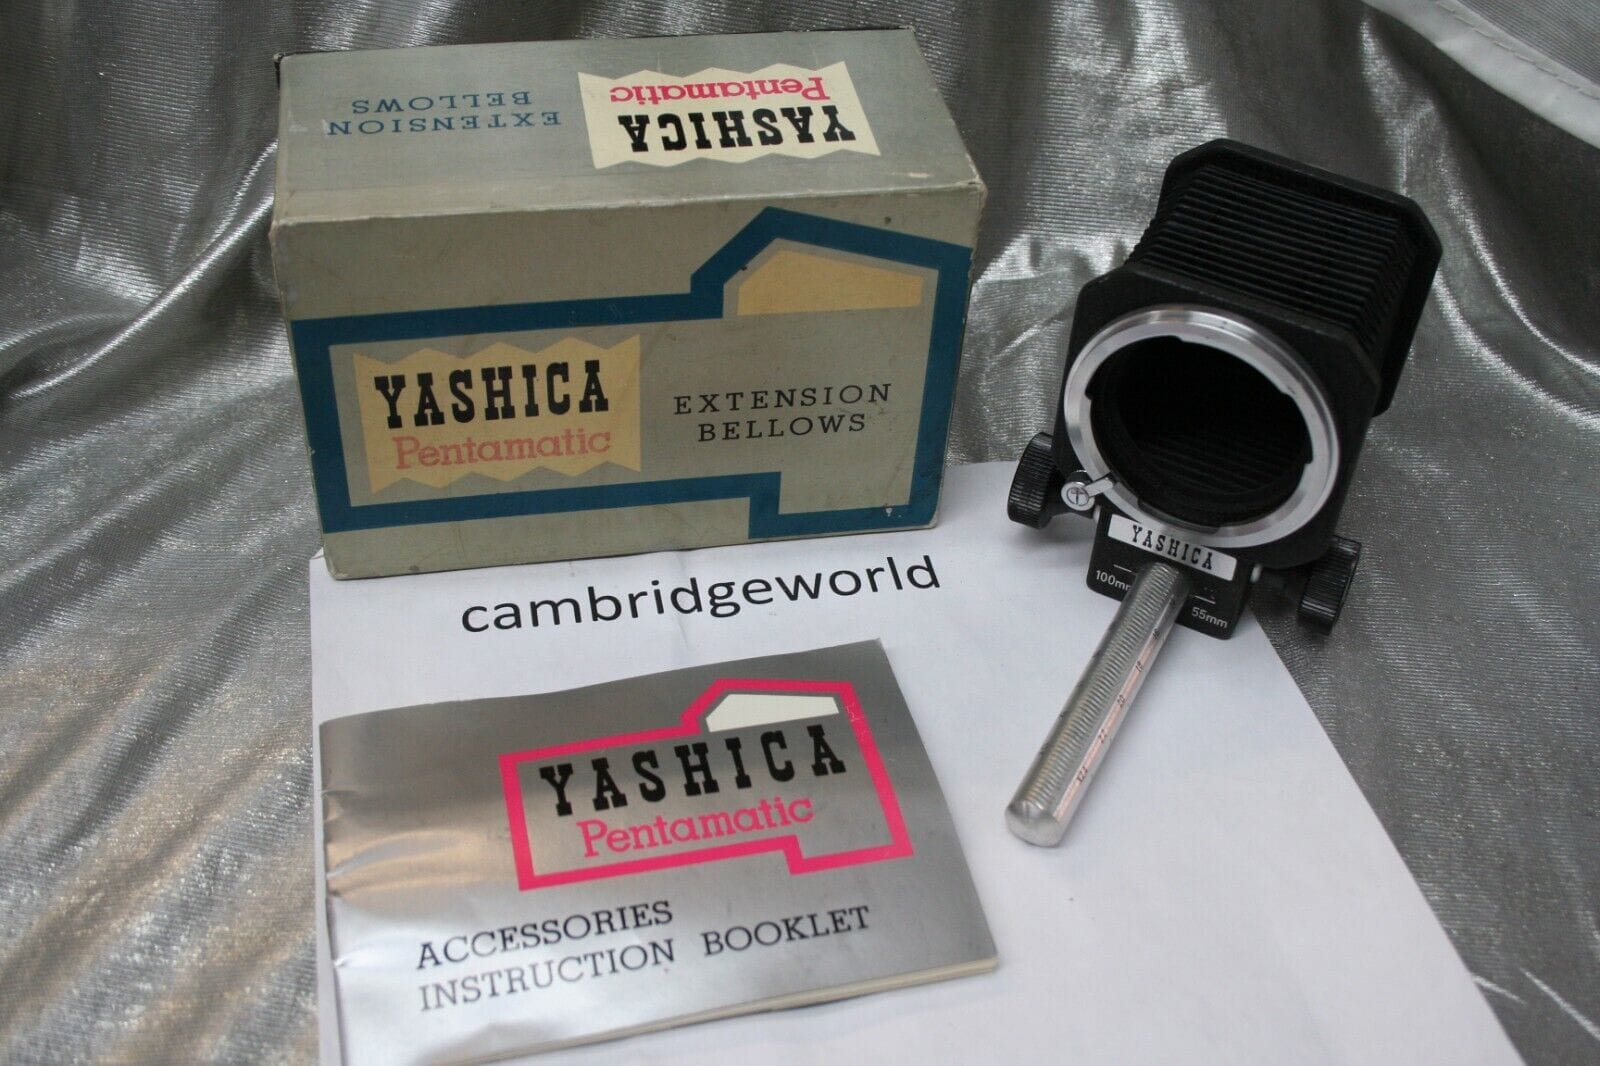 YASHICA
Pentamatic
EXTENSION
BELLOWS
YASHICA
Pentamatic
EXTENSION
BELLOWS
cambridgeworld
YASHICA
Pentamatic
ACCESSORIES
INSTRUCTION BOOKLET
YASHICA
100mm
55mm